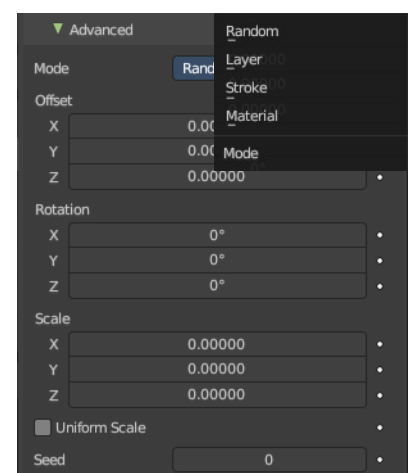 Advanced
Random
Layer
Stroke
Material
Mode
Mode
Offset
X 0.00
Y 0.00
Z 0.00000
Rotation
X 0°
Y 0°
Z 0°
Scale
X 0.00000
Y 0.00000
Z 0.00000
Uniform Scale
Seed 0